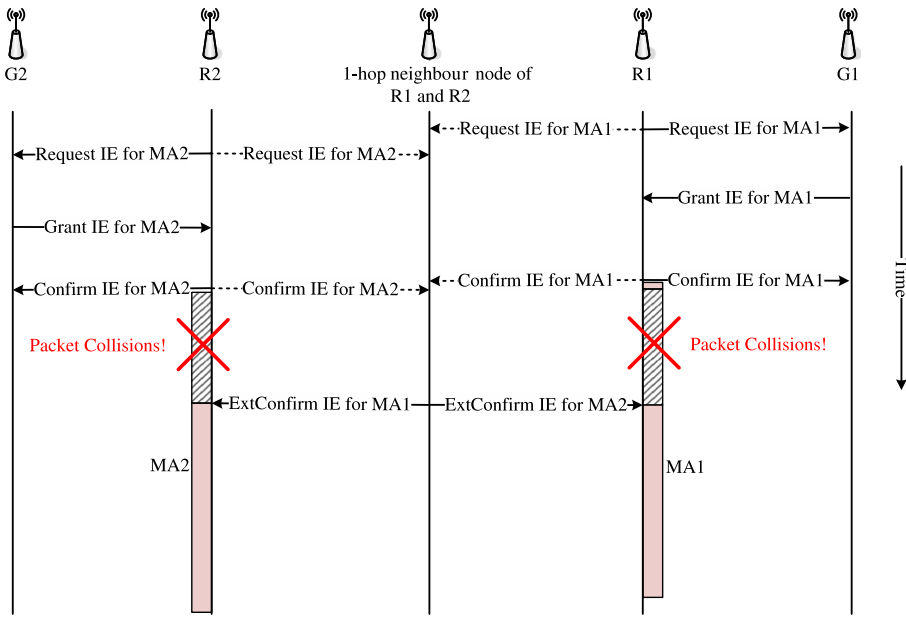 G2
R2
1-hop neighbour node of
R1 and R2
R1
G1
Request IE for MA1
Request IE for MA1
Request IE for MA2
Request IE for MA2
Grant IE for MA1
Grant IE for MA2
Confirm IE for MA1
Confirm IE for MA1
Confirm IE for MA2
Confirm IE for MA2
Time
Packet Collisions!
Packet Collisions!
ExtConfirm IE for MA1
ExtConfirm IE for MA2
MA2
MA1